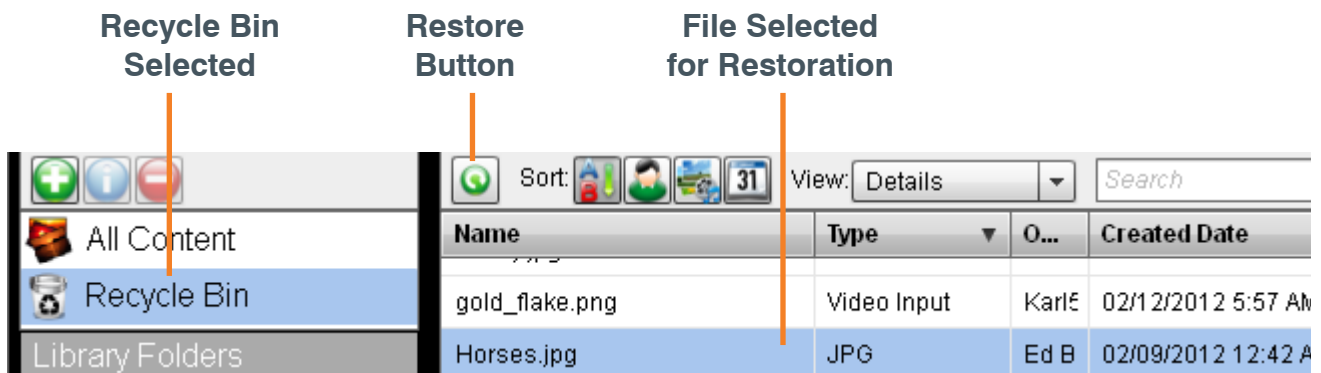 Recycle Bin
Selected
Restore
Button
File Selected
for Restoration
Sort: A B 31 View: Details Search
All Content
Recycle Bin
Library Folders
Name Type O... Created Date
gold_flake.png Video Input Karl5 02/12/2012 5:57 AM
Horses.jpg JPG Ed B 02/09/2012 12:42 A